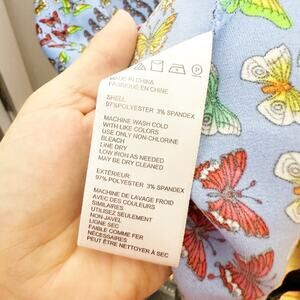 MADE IN CHINA
FABRIQUÉ EN CHINE
SHELL:
97%POLYESTER 3% SPANDEX
MACHINE WASH COLD
WITH LIKE COLORS
USE ONLY NON-CHLORINE
BLEACH
LINE DRY
LOW IRON AS NEEDED
MAY BE DRY CLEANED
EXTÉRIEUR:
97% POLYESTER 3% SPANDEX
MACHINE DE LAVAGE FROID
AVEC DES COULEURS
SIMILAIRES
UTILISEZ SEULEMENT
NON-JAVEL
LIGNE SEC
FAIBLE COMME FER
NÉCESSAIRES
PEUT ÊTRE NETTOYER À SEC